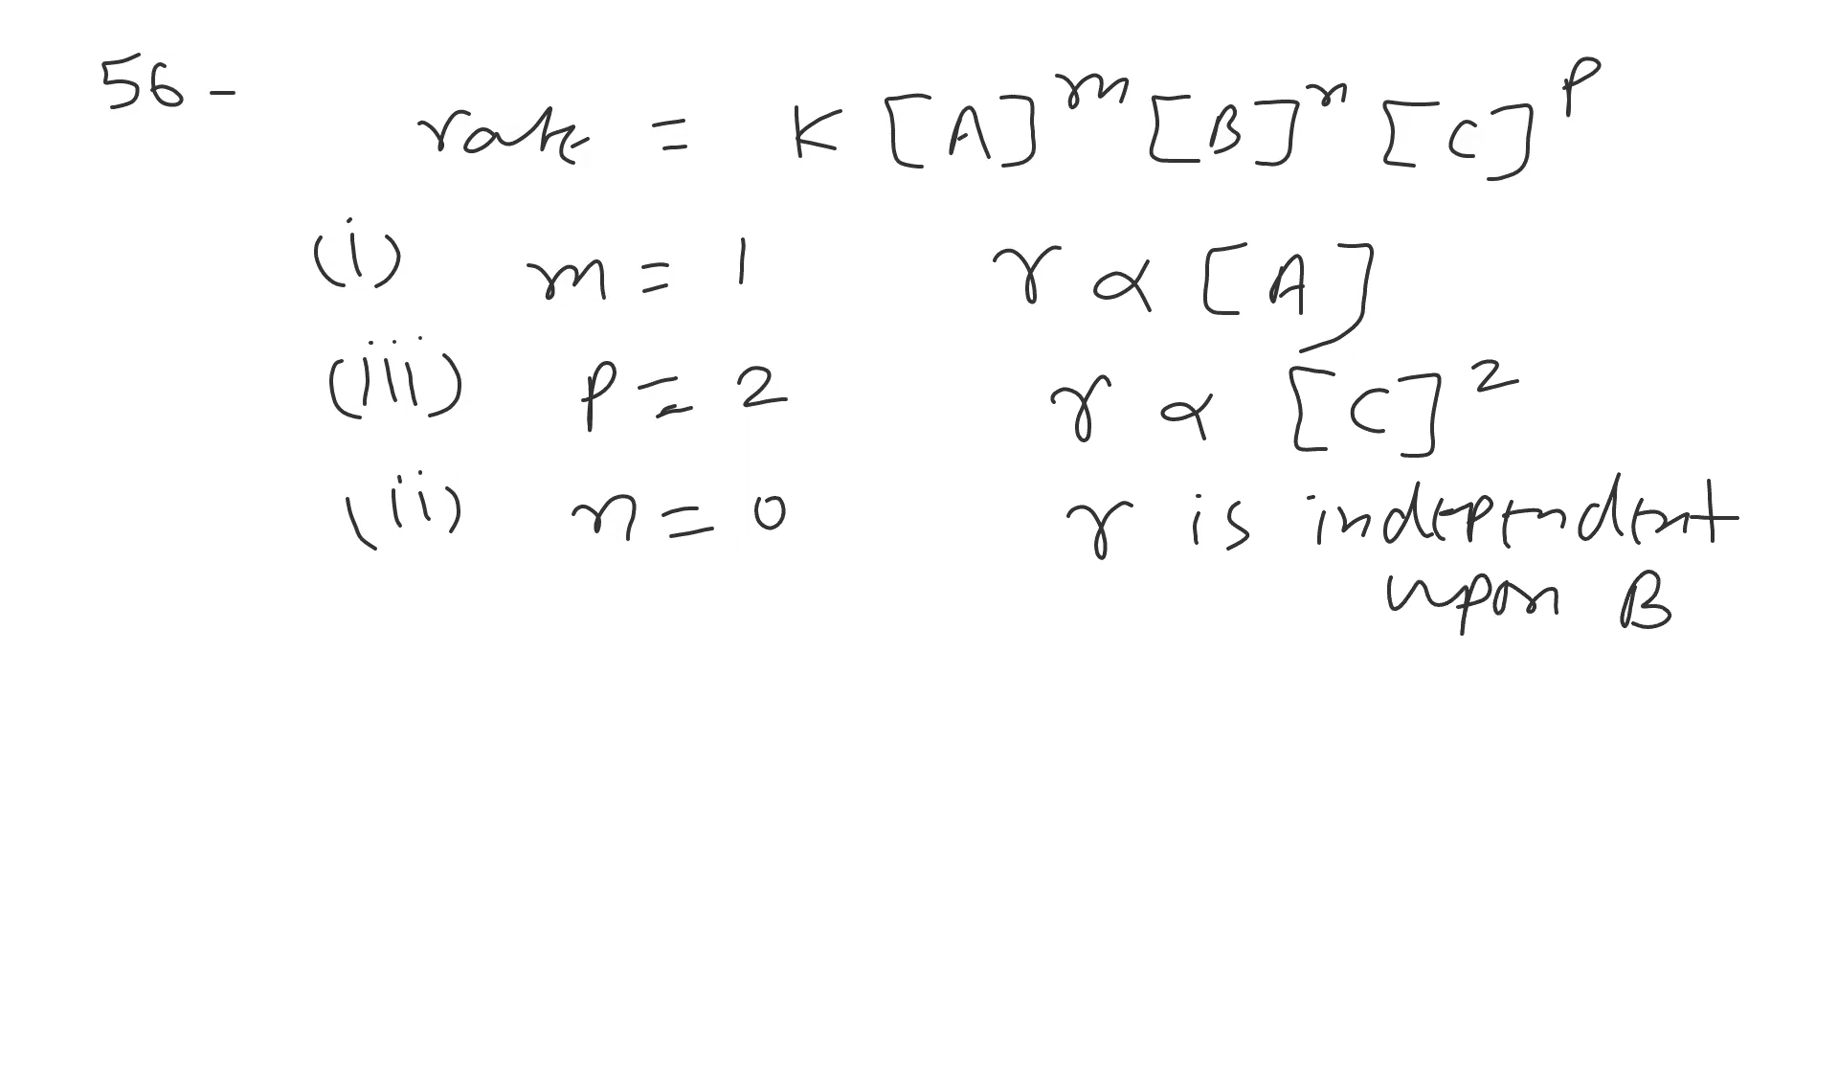 56 -
rate = K [A]^m [B]^n [C]^p
(i) m = 1 r α [A]
(iii) p = 2 r α [C]^2
(ii) n = 0 r is independent
upon B